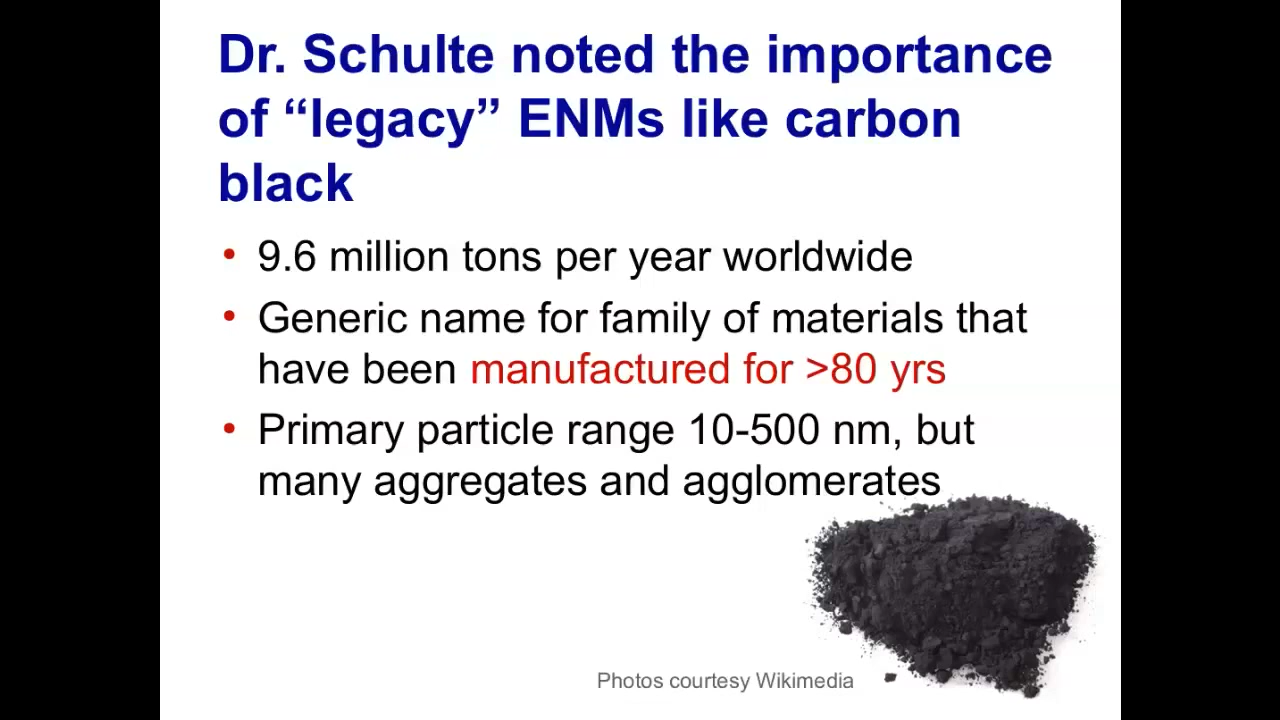 Dr. Schulte noted the importance
of “legacy” ENMs like carbon
black
• 9.6 million tons per year worldwide
• Generic name for family of materials that
have been manufactured for >80 yrs
• Primary particle range 10-500 nm, but
many aggregates and agglomerates
Photos courtesy Wikimedia